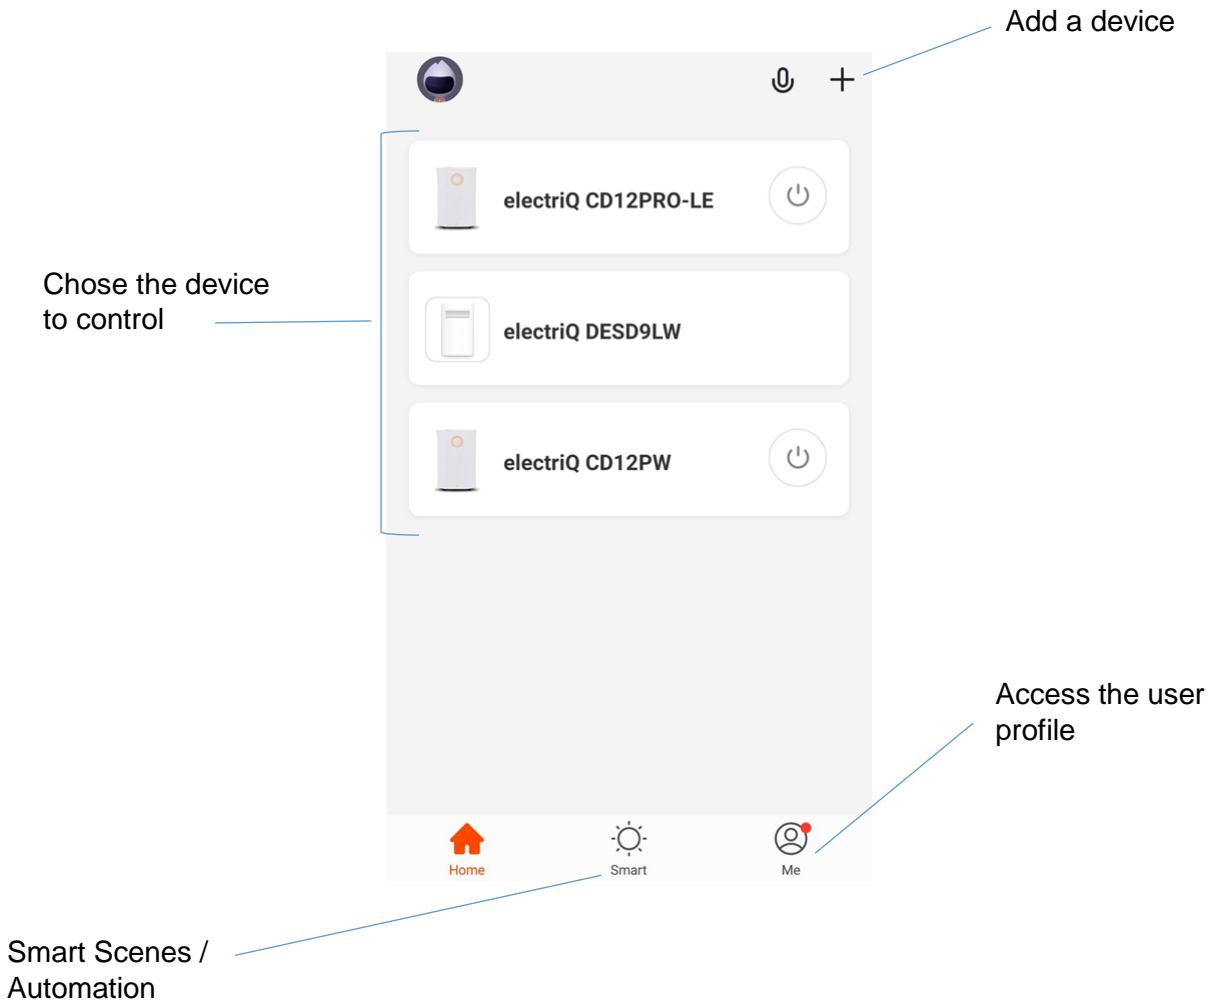 Add a device
electriQ CD12PRO-LE
Chose the device
to control
electriQ DESD9LW
electriQ CD12PW
Access the user
profile
Home
Smart
Me
Smart Scenes /
Automation